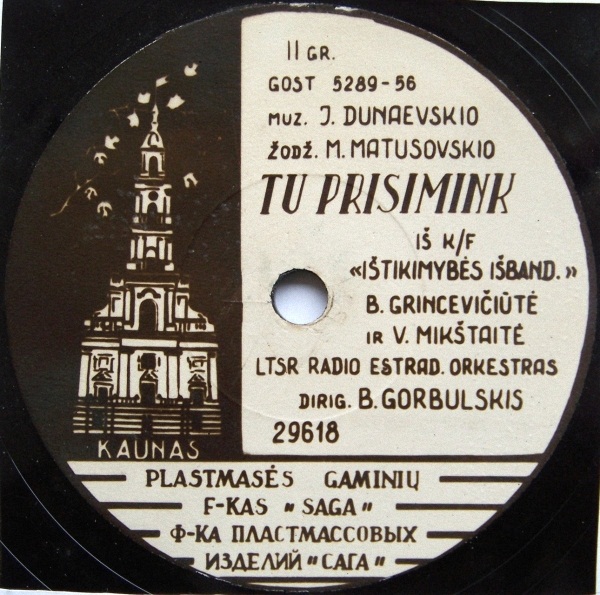 II GR.
GOST 5289-56
MUZ. J. DUNAEVSKIO
ŽODŽ. M. MATUSOVSKIO
TU PRISIMINK
IŠ K/F
«IŠTIKIMYBĖS IŠBAND.»
B. GRINCEVIČIŪTĖ
IR V. MIKŠTAITĖ
LTSR RADIO ESTRAD. ORKESTRAS
DIRIG. B. GORBULSKIS
29618
KAUNAS
PLASTMASĖS GAMINIŲ
F-KAS "SAGA"
Ф-КА ПЛАСТМАССОВЫХ
ИЗДЕЛИЙ "САГА"